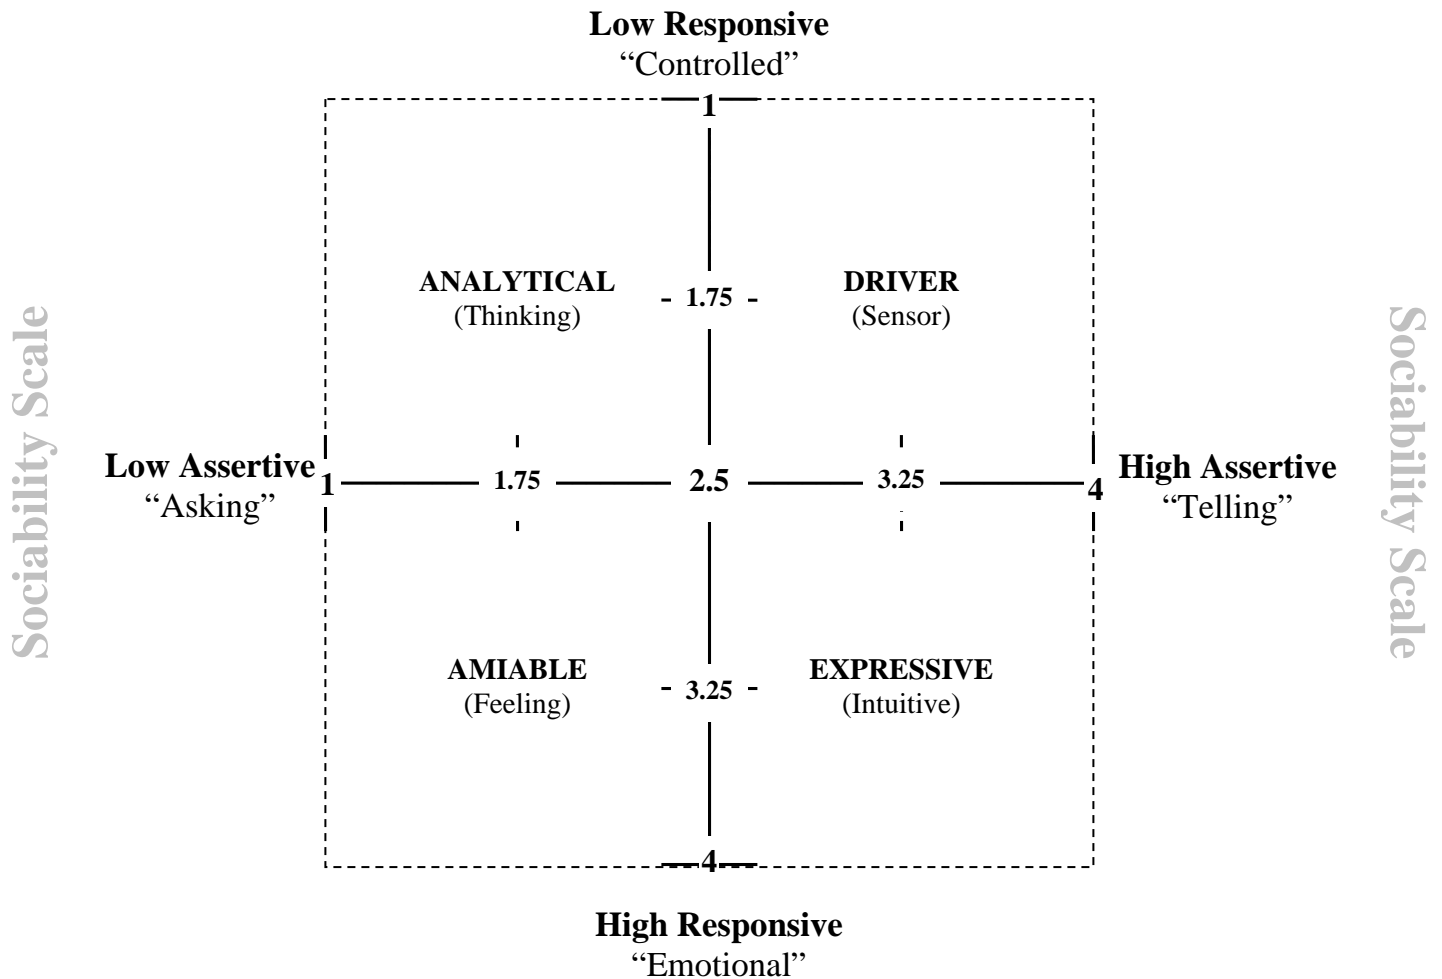 Low Responsive
“Controlled”
1
ANALYTICAL
(Thinking)
1.75
DRIVER
(Sensor)
Sociability Scale
Sociability Scale
Low Assertive
“Asking”
1
1.75
2.5
3.25
4
High Assertive
“Telling”
AMIABLE
(Feeling)
3.25
EXPRESSIVE
(Intuitive)
4
High Responsive
“Emotional”